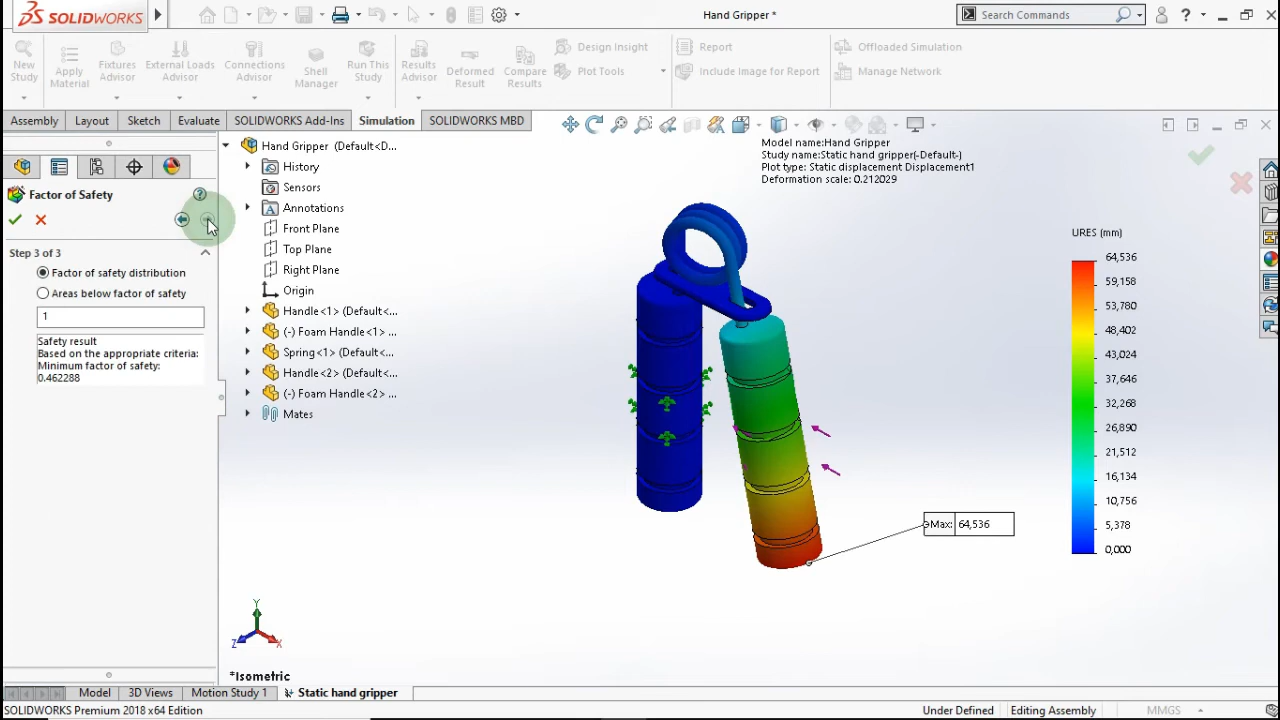 SOLIDWORKS
Hand Gripper *
Search Commands
?
New
Study
Apply
Material
Fixtures
Advisor
External Loads
Advisor
Connections
Advisor
Shell
Manager
Run This
Study
Results
Advisor
Deformed
Result
Compare
Results
Design Insight
Plot Tools
Report
Include Image for Report
Offloaded Simulation
Manage Network
Assembly
Layout
Sketch
Evaluate
SOLIDWORKS Add-Ins
Simulation
SOLIDWORKS MBD
Factor of Safety
?
Step 3 of 3
Factor of safety distribution
Areas below factor of safety
1
Safety result
Based on the appropriate criteria:
Minimum factor of safety:
0.462288
Hand Gripper (Default<D...
History
Sensors
A Annotations
Front Plane
Top Plane
Right Plane
Origin
Handle<1> (Default<...
(-) Foam Handle<1> ...
Spring<1> (Default<...
Handle<2> (Default<...
(-) Foam Handle<2> ...
Mates
Model name:Hand Gripper
Study name:Static hand gripper(-Default-)
Plot type: Static displacement Displacement1
Deformation scale: 0.212029
URES (mm)
64,536
59,158
53,780
48,402
43,024
37,646
32,268
26,890
21,512
16,134
10,756
5,378
0,000
Max: 64,536
Y
Z
X
*Isometric
Model
3D Views
Motion Study 1
Static hand gripper
SOLIDWORKS Premium 2018 x64 Edition
Under Defined
Editing Assembly
MMGS